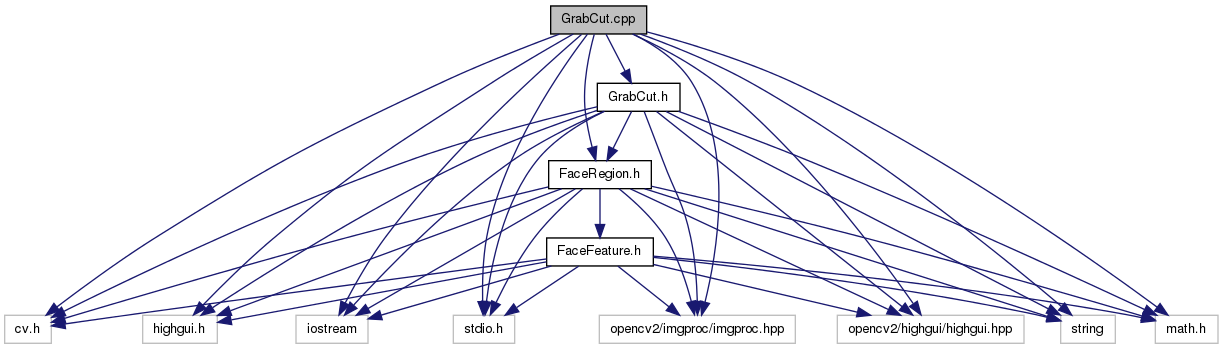 GrabCut.cpp
GrabCut.h
FaceRegion.h
FaceFeature.h
cv.h
highgui.h
iostream
stdio.h
opencv2/imgproc/imgproc.hpp
opencv2/highgui/highgui.hpp
string
math.h